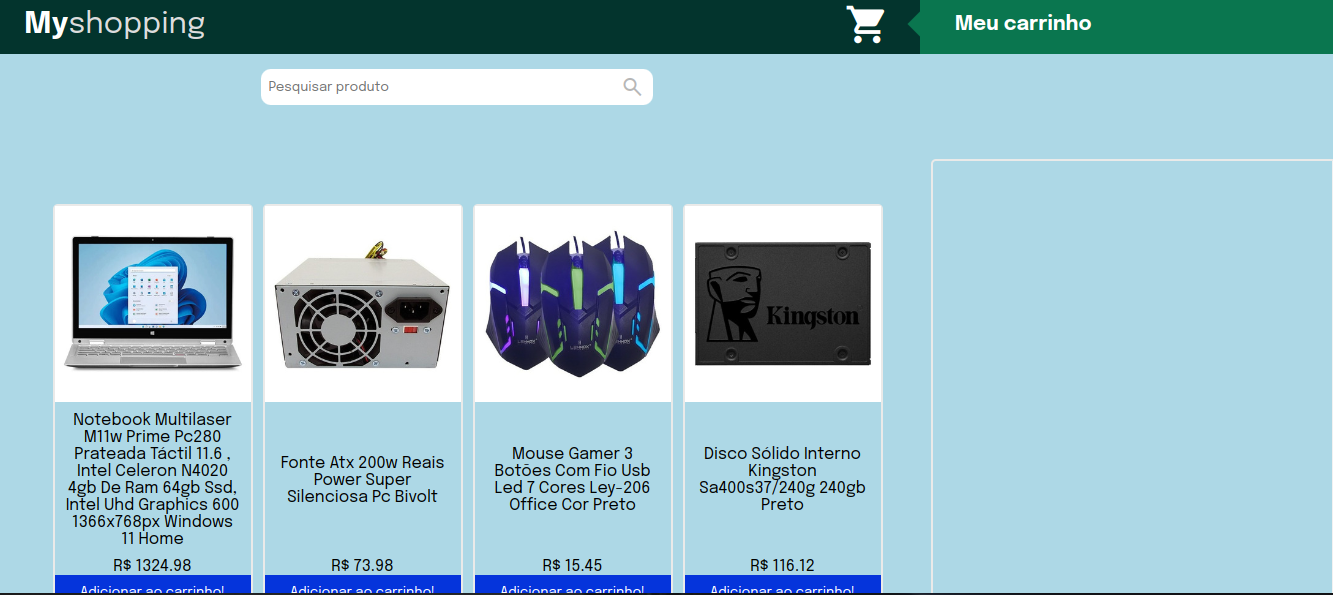 Myshopping
Meu carrinho
Pesquisar produto
Kingston
Notebook Multilaser
M11w Prime Pc280
Prateada Táctil 11.6 ,
Intel Celeron N4020
4gb De Ram 64gb Ssd,
Intel Uhd Graphics 600
1366x768px Windows
11 Home
R$ 1324.98
Adicionar ao carrinho!
Fonte Atx 200w Reais
Power Super
Silenciosa Pc Bivolt
R$ 73.98
Adicionar ao carrinho!
Mouse Gamer 3
Botões Com Fio Usb
Led 7 Cores Ley-206
Office Cor Preto
R$ 15.45
Adicionar ao carrinho!
Disco Sólido Interno
Kingston
Sa400s37/240g 240gb
Preto
R$ 116.12
Adicionar ao carrinho!